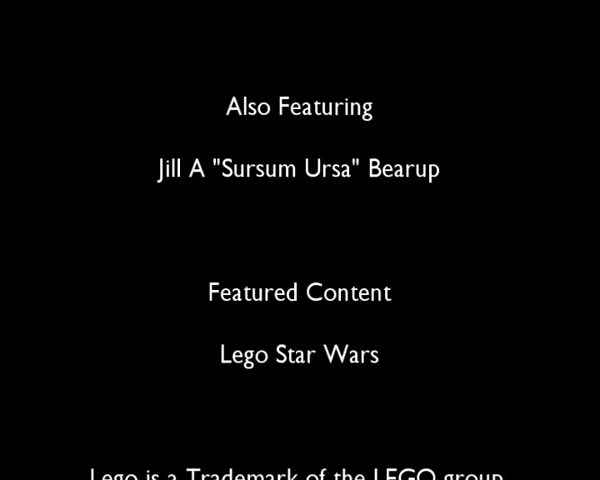 Also Featuring
Jill A "Sursum Ursa" Bearup
Featured Content
Lego Star Wars
Lego is a Trademark of the LEGO group